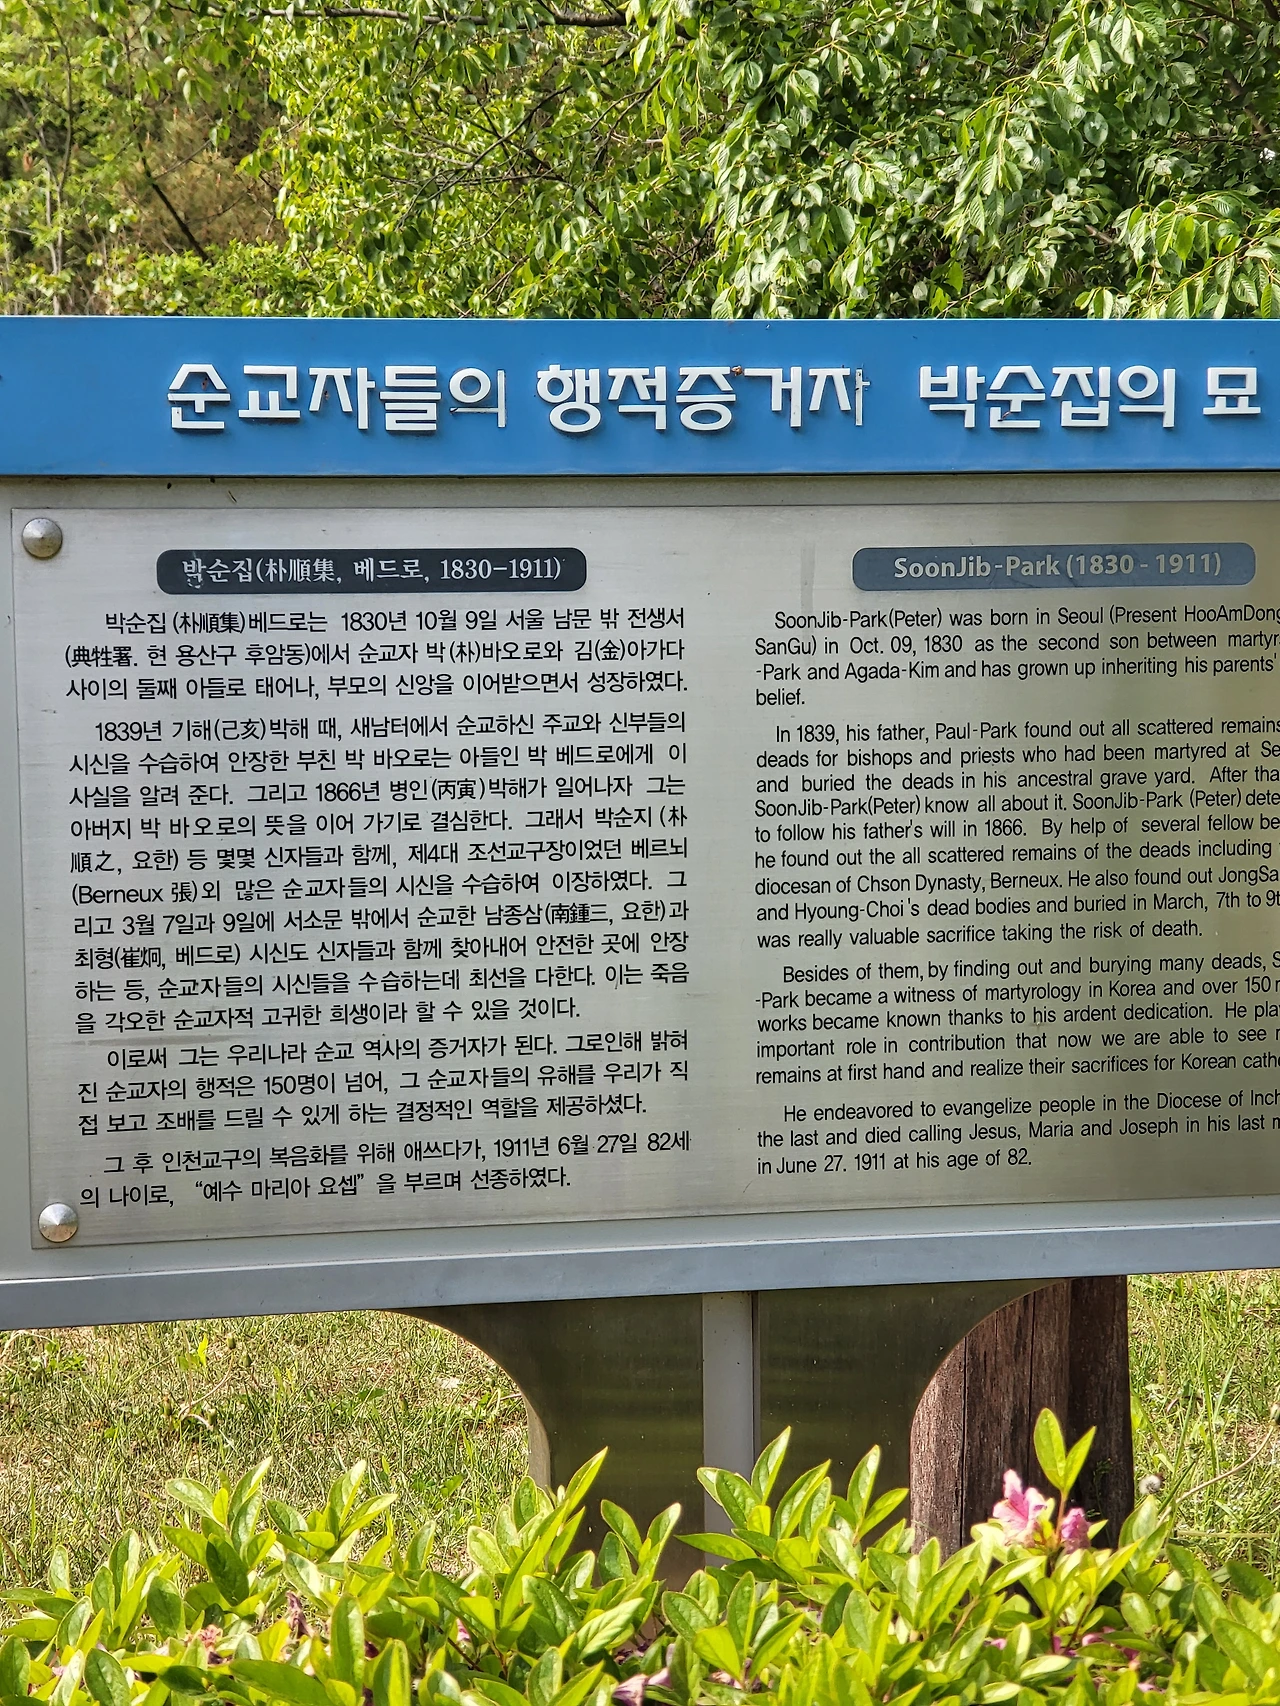 순교자들의 행적증거자 박순집의 묘
박순집(朴順集, 베드로, 1830-1911)
박순집 (朴順集)베드로는 1830년 10월 9일 서울 남문 밖 전생서
(典牲署. 현 용산구 후암동)에서 순교자 박(朴)바오로와 김(金)아가다
사이의 둘째 아들로 태어나, 부모의 신앙을 이어받으면서 성장하였다.
1839년 기해(己亥)박해 때, 새남터에서 순교하신 주교와 신부들의
시신을 수습하여 안장한 부친 박 바오로는 아들인 박 베드로에게 이
사실을 알려 준다. 그리고 1866년 병인(丙寅)박해가 일어나자 그는
아버지 박 바오로의 뜻을 이어 가기로 결심한다. 그래서 박순지 (朴
順之, 요한) 등 몇몇 신자들과 함께, 제4대 조선교구장이었던 베르뇌
(Berneux 張)외 많은 순교자들의 시신을 수습하여 이장하였다. 그
리고 3월 7일과 9일에 서소문 밖에서 순교한 남종삼(南鍾三, 요한)과
최형(崔炯, 베드로) 시신도 신자들과 함께 찾아내어 안전한 곳에 안장
하는 등, 순교자들의 시신들을 수습하는데 최선을 다한다. 이는 죽음
을 각오한 순교자적 고귀한 희생이라 할 수 있을 것이다.
이로써 그는 우리나라 순교 역사의 증거자가 된다. 그로인해 밝혀
진 순교자의 행적은 150명이 넘어, 그 순교자들의 유해를 우리가 직
접 보고 조배를 드릴 수 있게 하는 결정적인 역할을 제공하셨다.
그 후 인천교구의 복음화를 위해 애쓰다가, 1911년 6월 27일 82세
의 나이로, “예수 마리아 요셉” 을 부르며 선종하였다.
SoonJib-Park (1830 - 1911)
SoonJib-Park(Peter) was born in Seoul (Present HooAmDong
SanGu) in Oct. 09, 1830 as the second son between martyr
-Park and Agada-Kim and has grown up inheriting his parents'
belief.
In 1839, his father, Paul-Park found out all scattered remains
deads for bishops and priests who had been martyred at Se
and buried the deads in his ancestral grave yard. After tha
SoonJib-Park(Peter) know all about it. SoonJib-Park (Peter) dete
to follow his father's will in 1866. By help of several fellow be
he found out the all scattered remains of the deads including
diocesan of Chson Dynasty, Berneux. He also found out JongSa
and Hyoung-Choi's dead bodies and buried in March, 7th to 9t
was really valuable sacrifice taking the risk of death.
Besides of them, by finding out and burying many deads, S
-Park became a witness of martyrology in Korea and over 150
works became known thanks to his ardent dedication. He pla
important role in contribution that now we are able to see
remains at first hand and realize their sacrifices for Korean cath
He endeavored to evangelize people in the Diocese of Inch
the last and died calling Jesus, Maria and Joseph in his last
in June 27. 1911 at his age of 82.